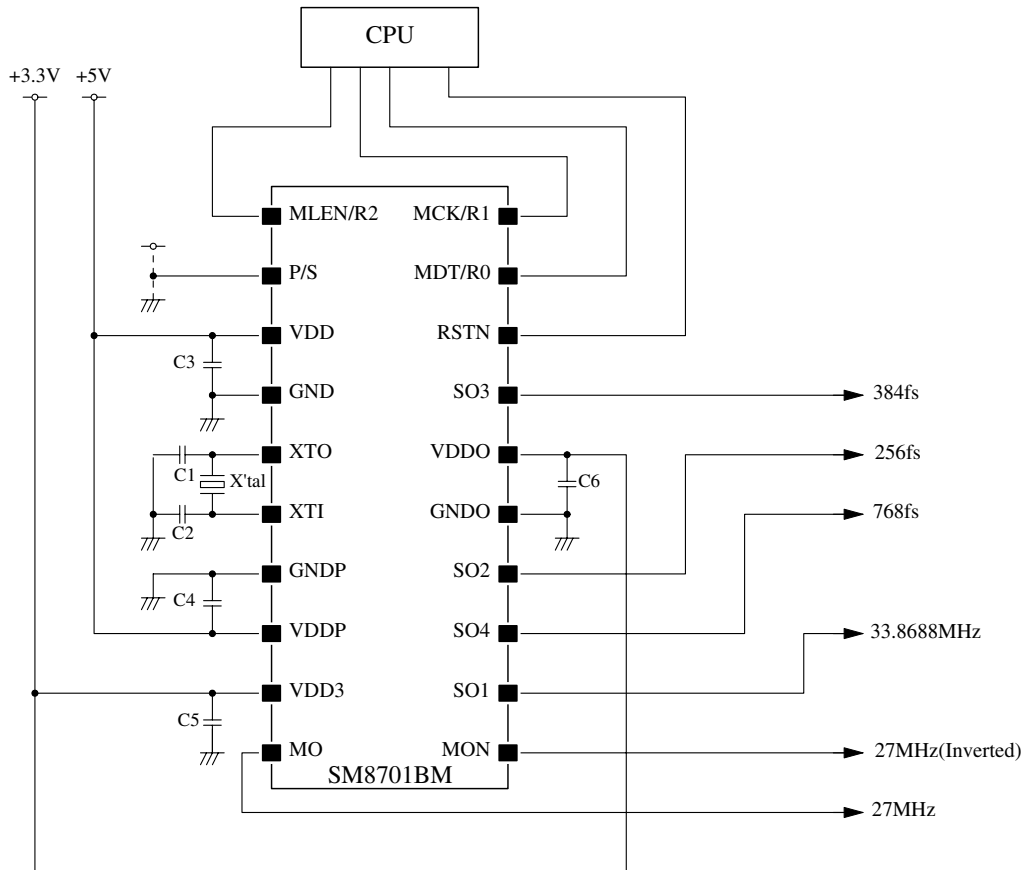 CPU
+3.3V +5V
MLEN/R2 MCK/R1
P/S MDT/R0
VDD RSTN
C3
GND SO3 384fs
XTO VDDO 256fs
C1 X'tal C6
XTI GNDO 768fs
C2
GNDP SO2
C4
VDDP SO4 33.8688MHz
VDD3 SO1
C5
MO MON 27MHz(Inverted)
SM8701BM
27MHz